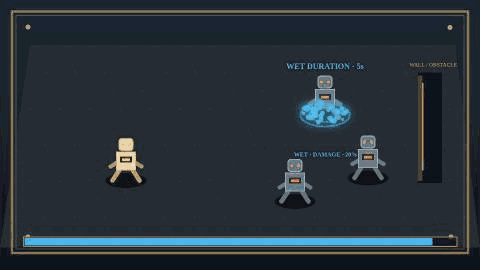 WET DURATION · 5s
WALL / OBSTACLE
WET · DAMAGE · 20%